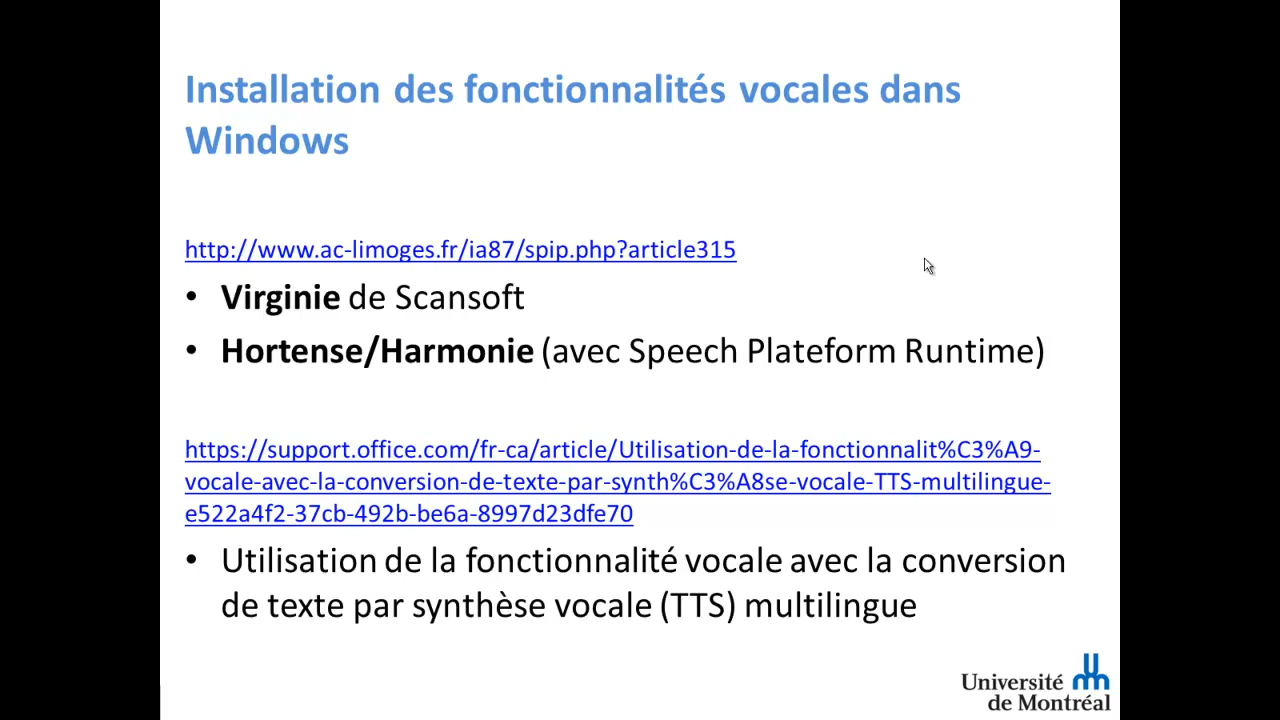 Installation des fonctionnalités vocales dans
Windows
http://www.ac-limoges.fr/ia87/spip.php?article315
• Virginie de Scansoft
• Hortense/Harmonie (avec Speech Plateform Runtime)
https://support.office.com/fr-ca/article/Utilisation-de-la-fonctionnalit%C3%A9-
vocale-avec-la-conversion-de-texte-par-synth%C3%A8se-vocale-TTS-multilingue-
e522a4f2-37cb-492b-be6a-8997d23dfe70
• Utilisation de la fonctionnalité vocale avec la conversion
de texte par synthèse vocale (TTS) multilingue
Université
de Montréal